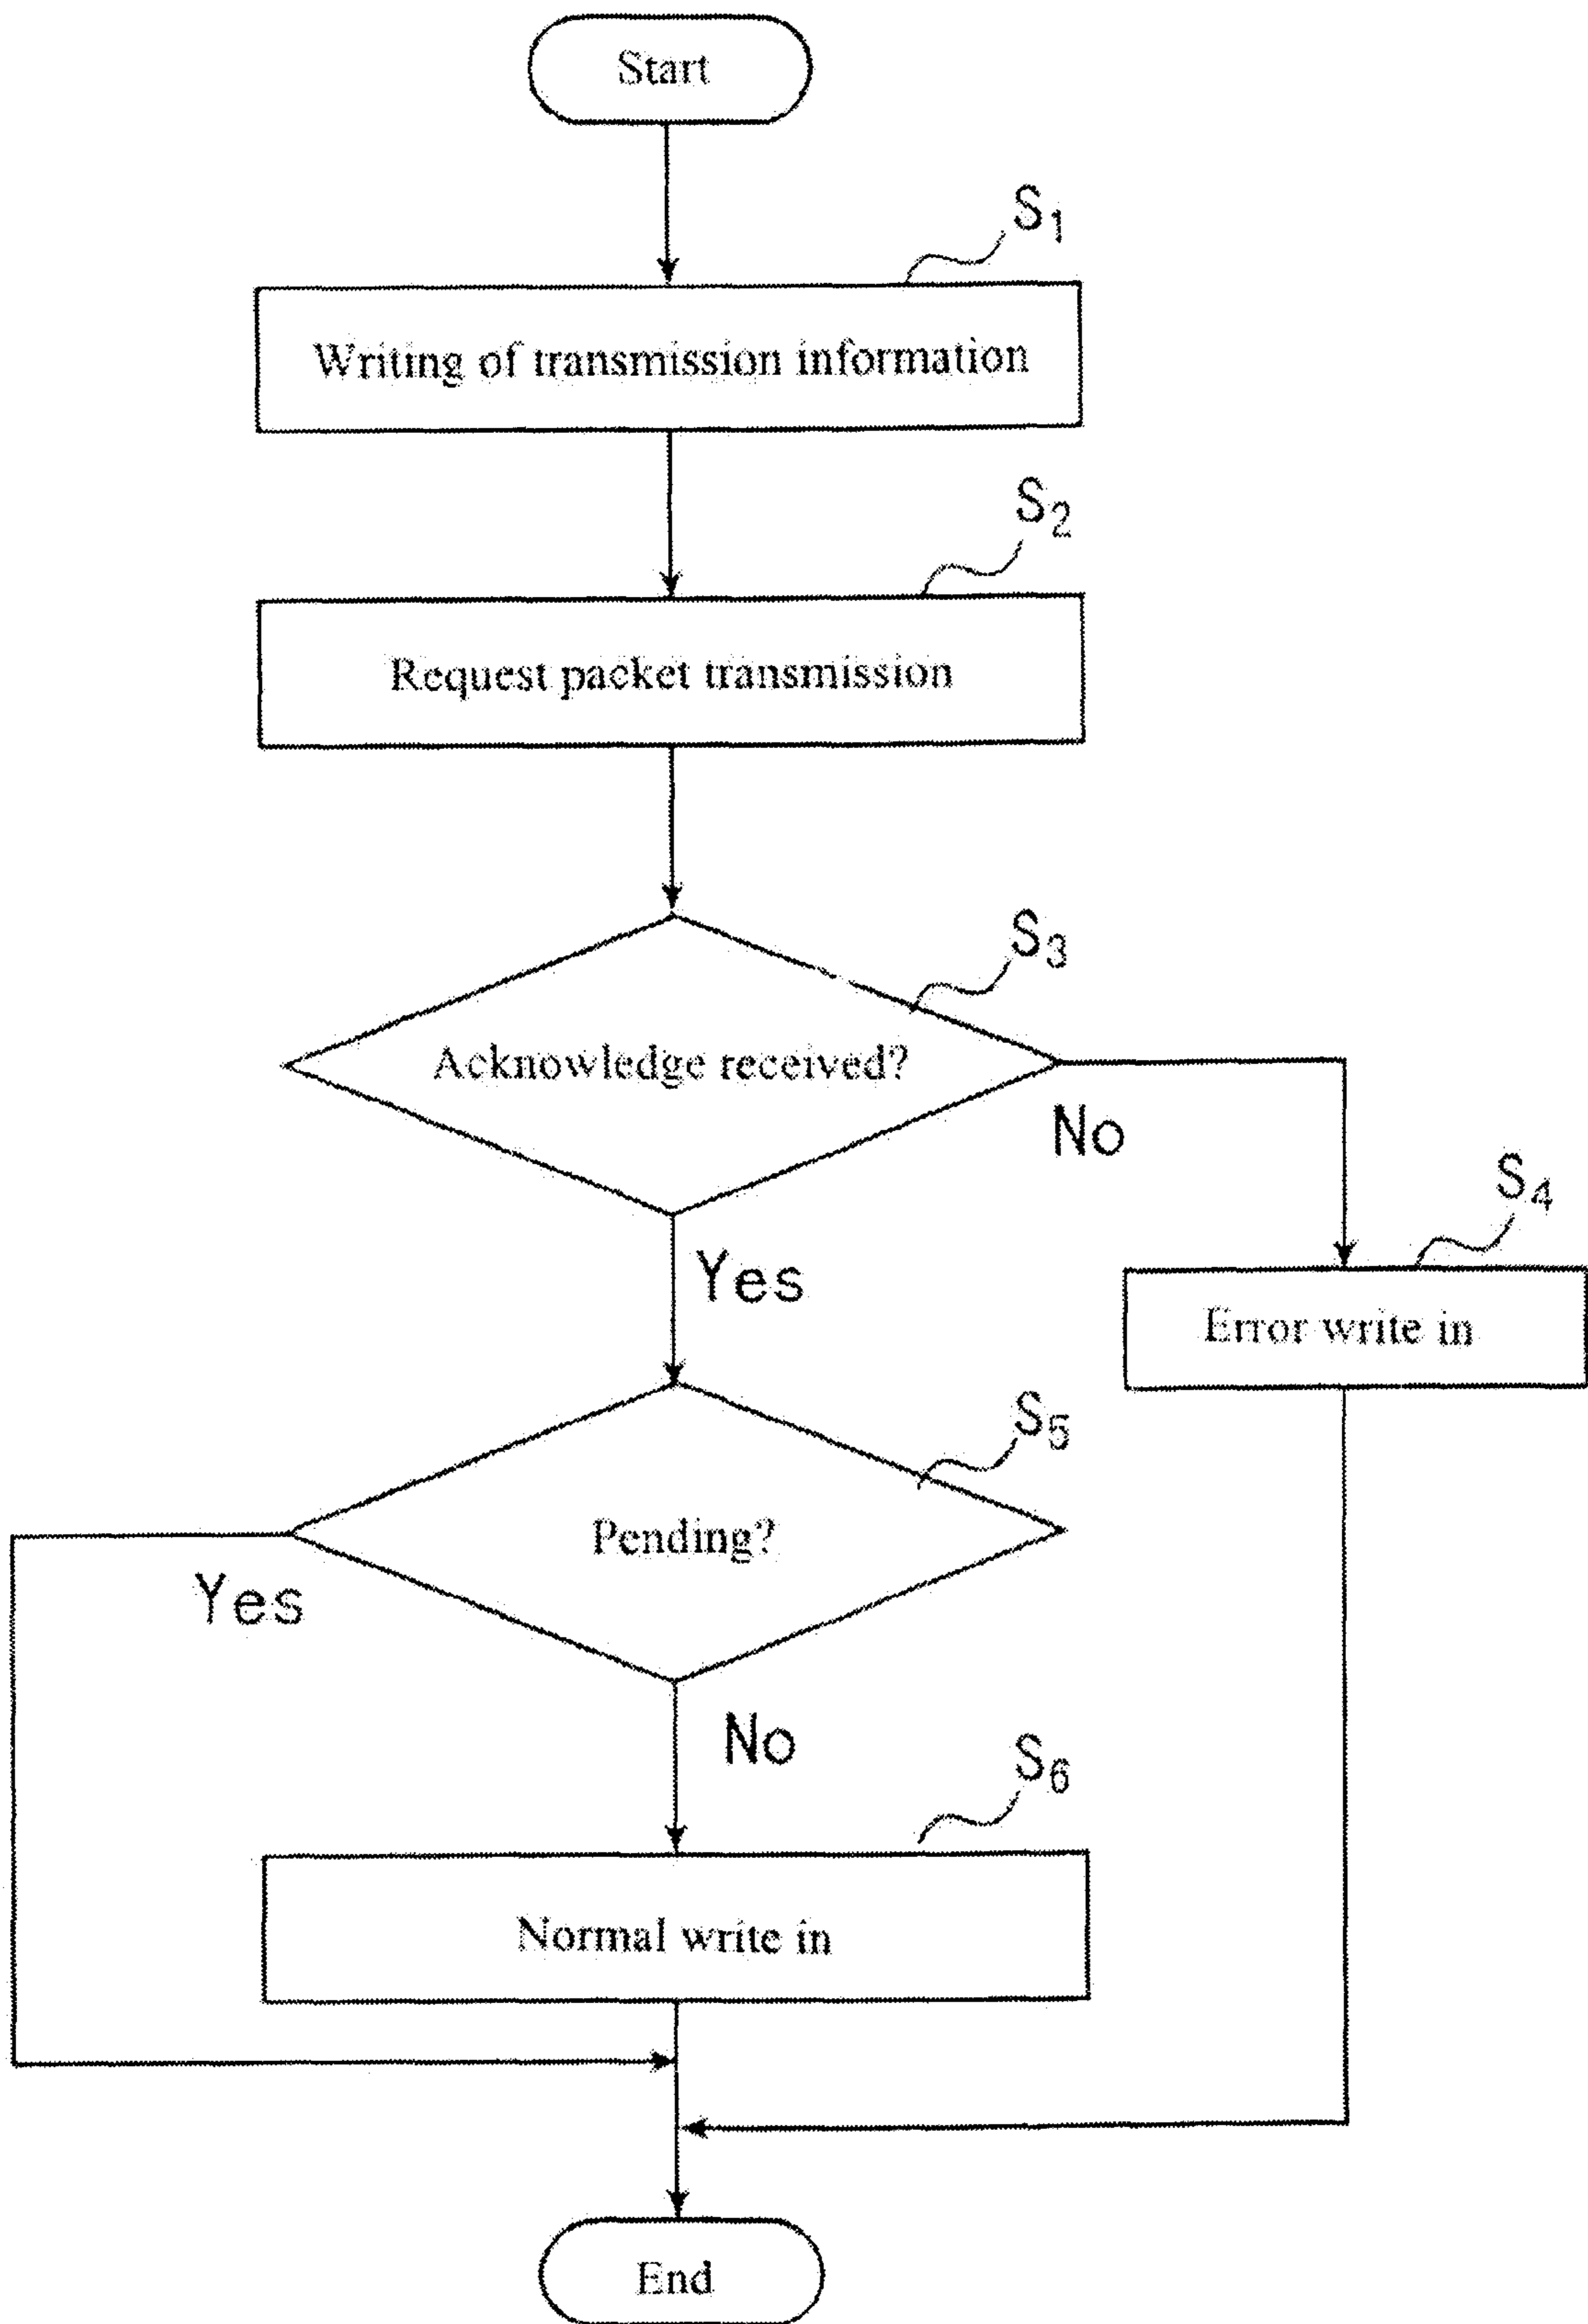 Start
S1
Writing of transmission information
S2
Request packet transmission
S3
Acknowledge received?
No
S4
Yes
Error write in
S5
Pending?
Yes
No
S6
Normal write in
End